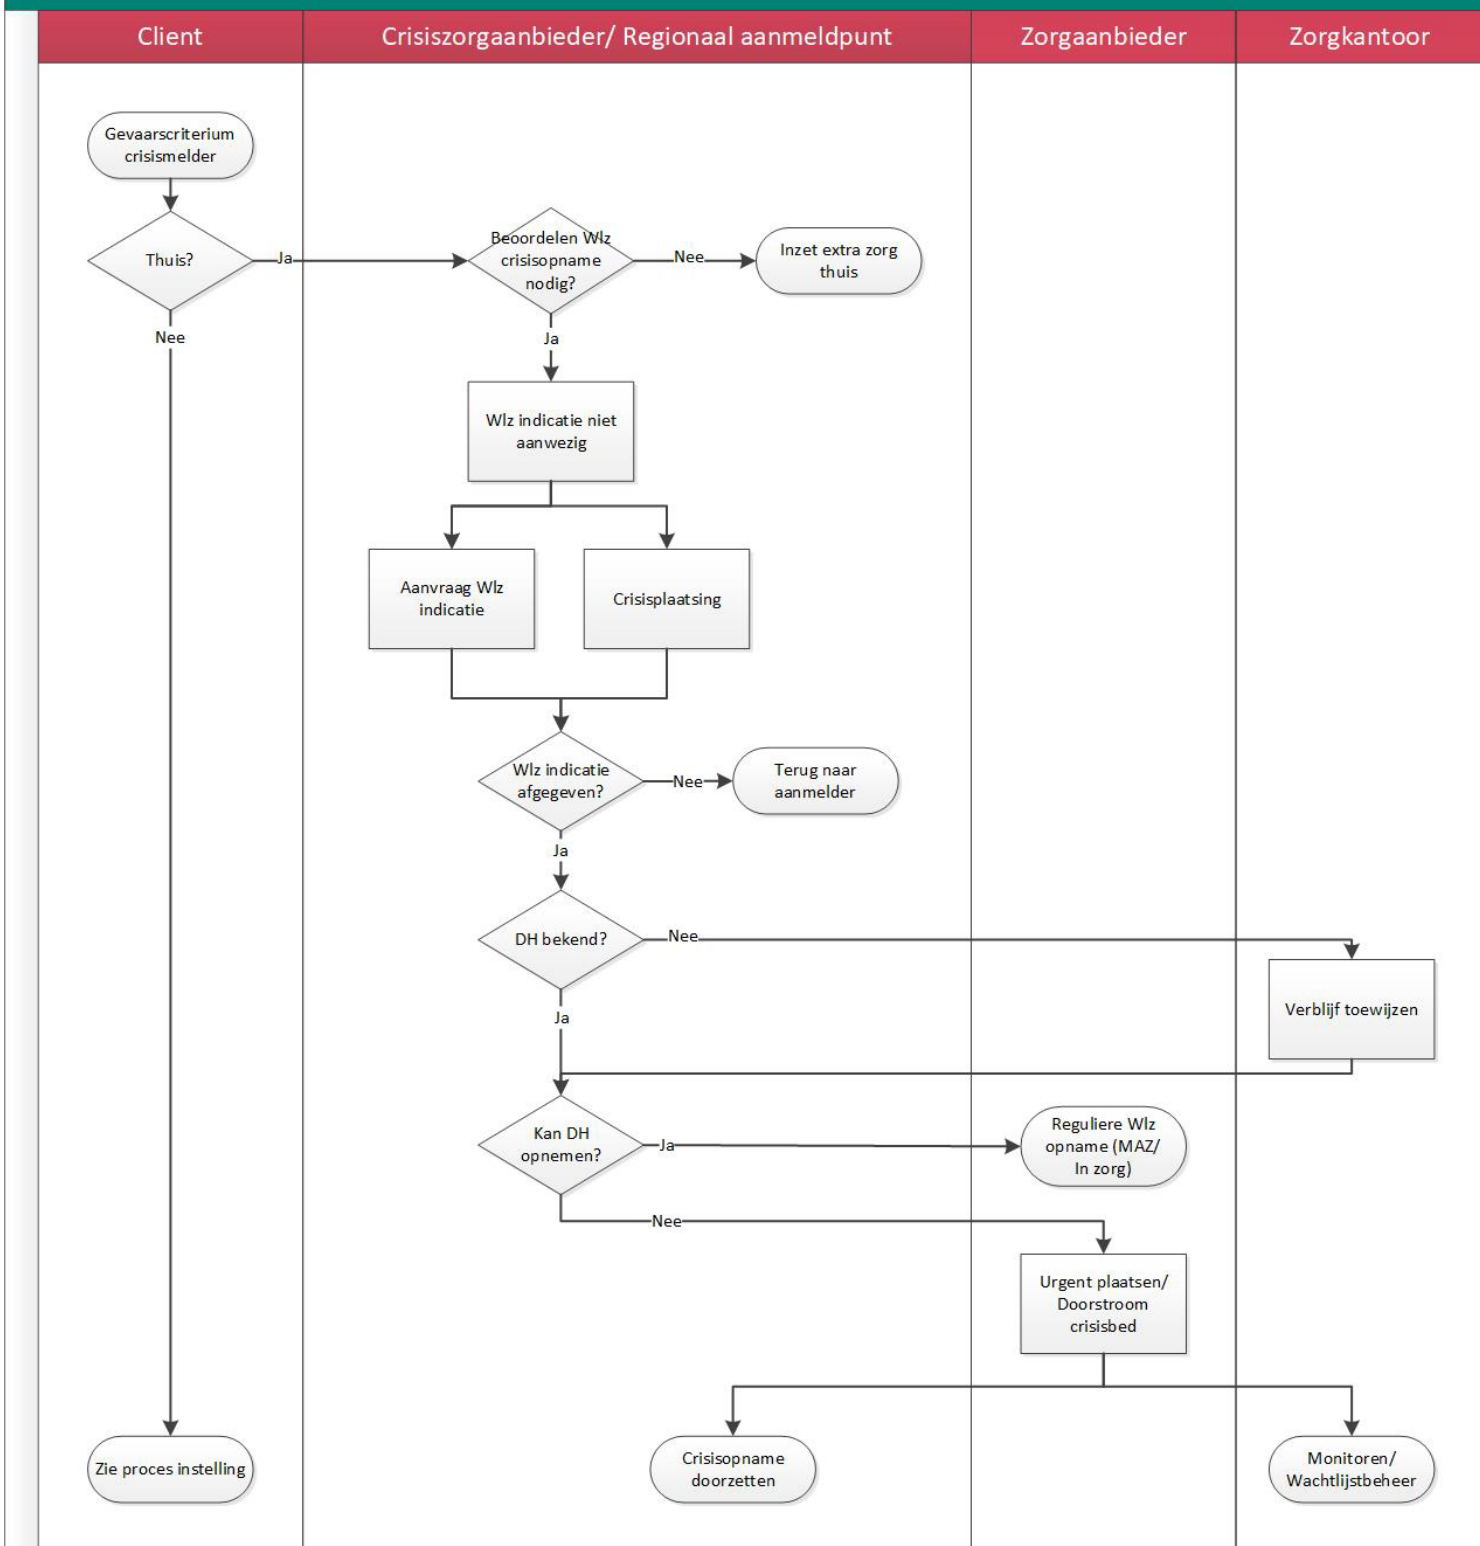 Client
Crisiszorgaanbieder/ Regionaal aanmeldpunt
Zorgaanbieder
Zorgkantoor
Gevaarscriterium
crisismelder
Thuis?
Ja
Beoordelen Wlz
crisisopname
nodig?
Nee
Inzet extra zorg
thuis
Nee
Ja
Wlz indicatie niet
aanwezig
Aanvraag Wlz
indicatie
Crisisplaatsing
Wlz indicatie
afgegeven?
Nee
Terug naar
aanmelder
Ja
DH bekend?
Nee
Verblijf toewijzen
Ja
Kan DH
opnemen?
Ja
Reguliere Wlz
opname (MAZ/
In zorg)
Nee
Urgent plaatsen/
Doorstroom
crisisbed
Zie proces instelling
Crisisopname
doorzetten
Monitoren/
Wachtlijstbeheer